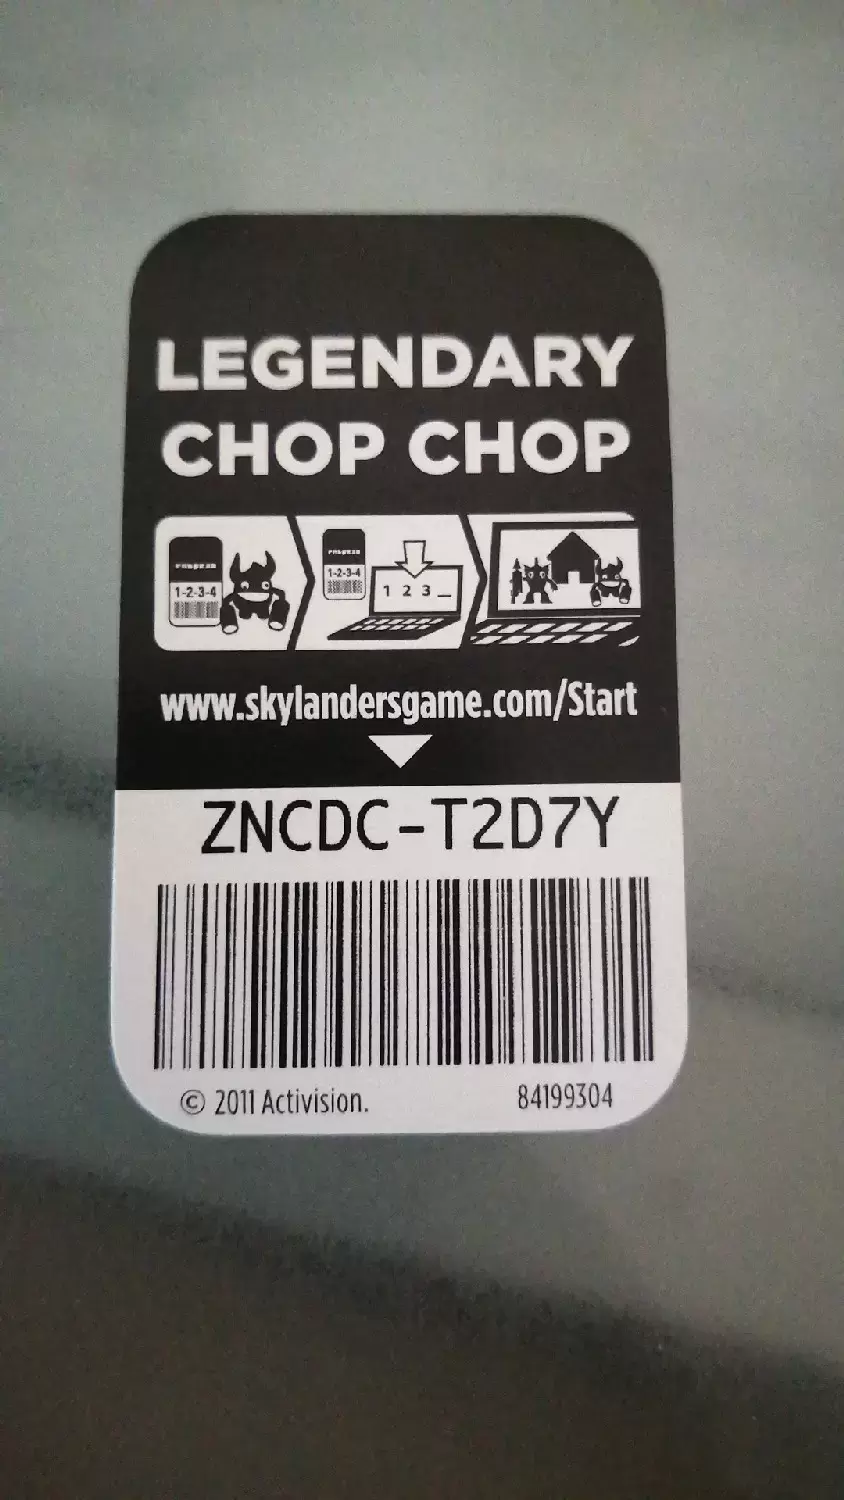 LEGENDARY
CHOP CHOP
1-2-3-4
1-2-3-4
1 2 3 _
www.skylandersgame.com/Start
ZNCDC-T2D7Y
© 2011 Activision. 84199304